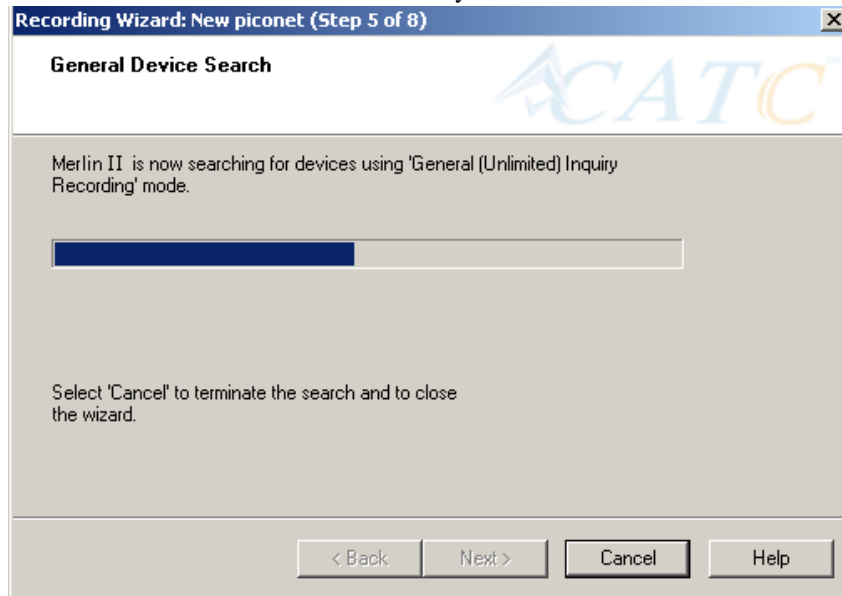 Recording Wizard: New piconet (Step 5 of 8)
General Device Search
CATC
Merlin II is now searching for devices using 'General (Unlimited) Inquiry
Recording' mode.
Select 'Cancel' to terminate the search and to close
the wizard.
< Back Next > Cancel Help